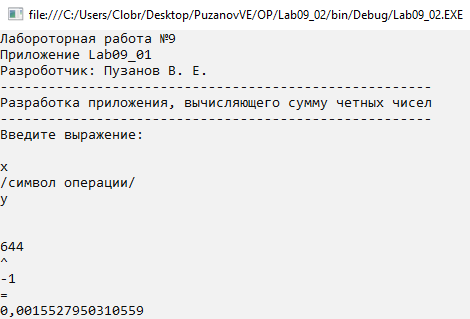 file:///C:/Users/Clobr/Desktop/PuzanovVE/OP/Lab09_02/bin/Debug/Lab09_02.EXE
Лабороторная работа №9
Приложение Lab09_01
Разроботчик: Пузанов В. Е.
------------------------------------------------------
Разработка приложения, вычисляющего сумму четных чисел
------------------------------------------------------
Введите выражение:
x
/символ операции/
y
644
^
-1
=
0,0015527950310559